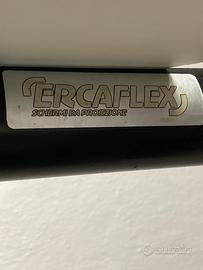 ERCAFLEX
SCHERMI DA PROIEZIONE